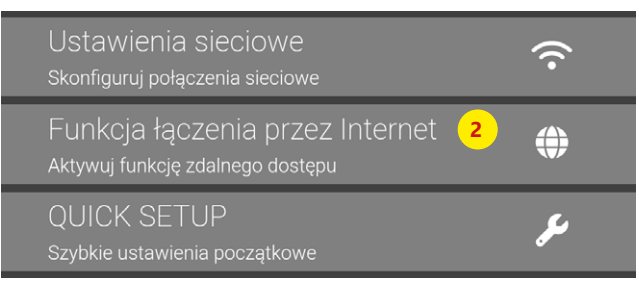 Ustawienia sieciowe
Skonfiguruj połączenia sieciowe
Funkcja łączenia przez Internet 2
Aktywuj funkcję zdalnego dostępu
QUICK SETUP
Szybkie ustawienia początkowe